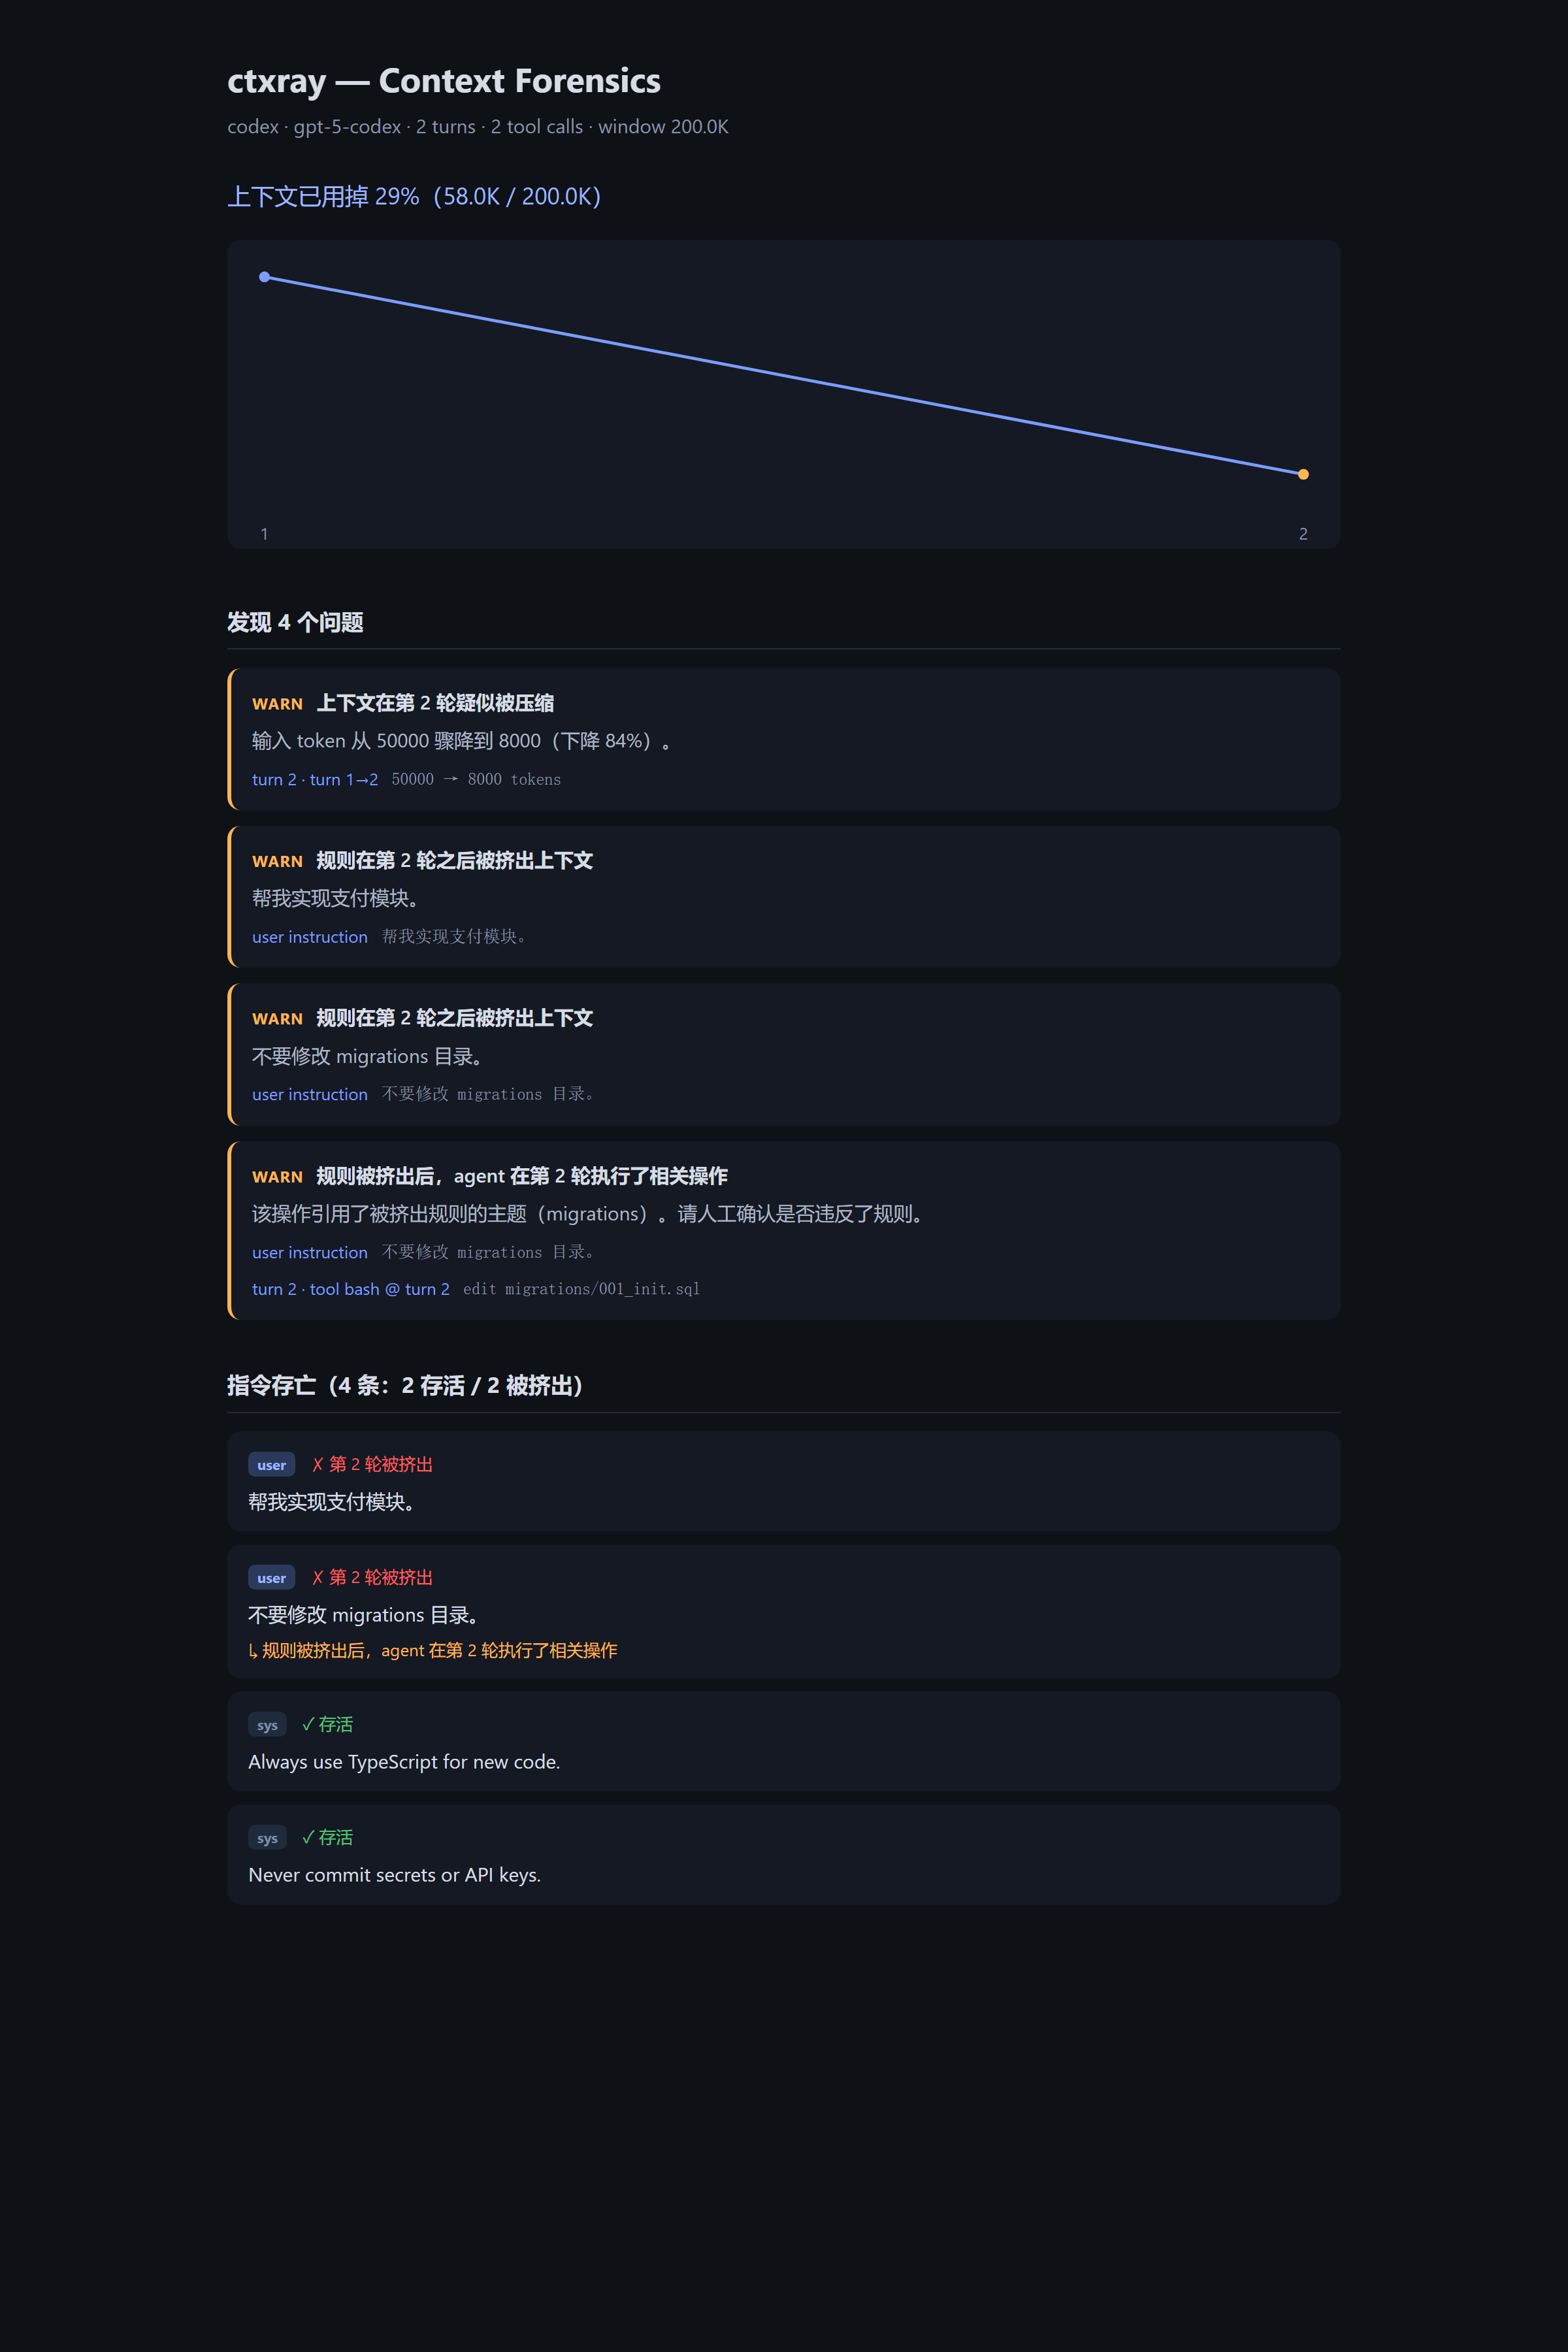 ctxray — Context Forensics
codex · gpt-5-codex · 2 turns · 2 tool calls · window 200.0K
上下文已用掉 29%（58.0K / 200.0K）
1
2
发现 4 个问题
WARN 上下文在第 2 轮疑似被压缩
输入 token 从 50000 骤降到 8000（下降 84%）。
turn 2 · turn 1→2 50000 → 8000 tokens
WARN 规则在第 2 轮之后被挤出上下文
帮我实现支付模块。
user instruction 帮我实现支付模块。
WARN 规则在第 2 轮之后被挤出上下文
不要修改 migrations 目录。
user instruction 不要修改 migrations 目录。
WARN 规则被挤出后，agent 在第 2 轮执行了相关操作
该操作引用了被挤出规则的主题（migrations）。请人工确认是否违反了规则。
user instruction 不要修改 migrations 目录。
turn 2 · tool bash @ turn 2 edit migrations/001_init.sql
指令存亡（4 条：2 存活 / 2 被挤出）
user ✗ 第 2 轮被挤出
帮我实现支付模块。
user ✗ 第 2 轮被挤出
不要修改 migrations 目录。
↳ 规则被挤出后，agent 在第 2 轮执行了相关操作
sys ✓ 存活
Always use TypeScript for new code.
sys ✓ 存活
Never commit secrets or API keys.